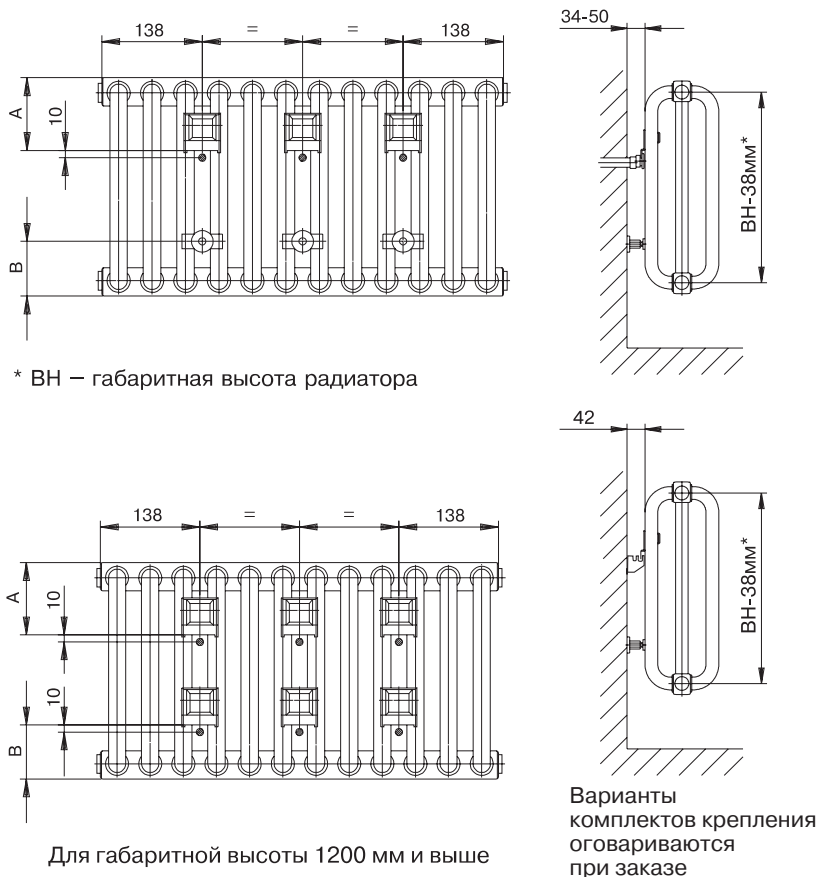 138 = = 138
A
10
B
34-50
ВН-38мм*
* ВН – габаритная высота радиатора
138 = = 138
A
10
10
B
42
ВН-38мм*
Для габаритной высоты 1200 мм и выше
Варианты
комплектов крепления
оговариваются
при заказе